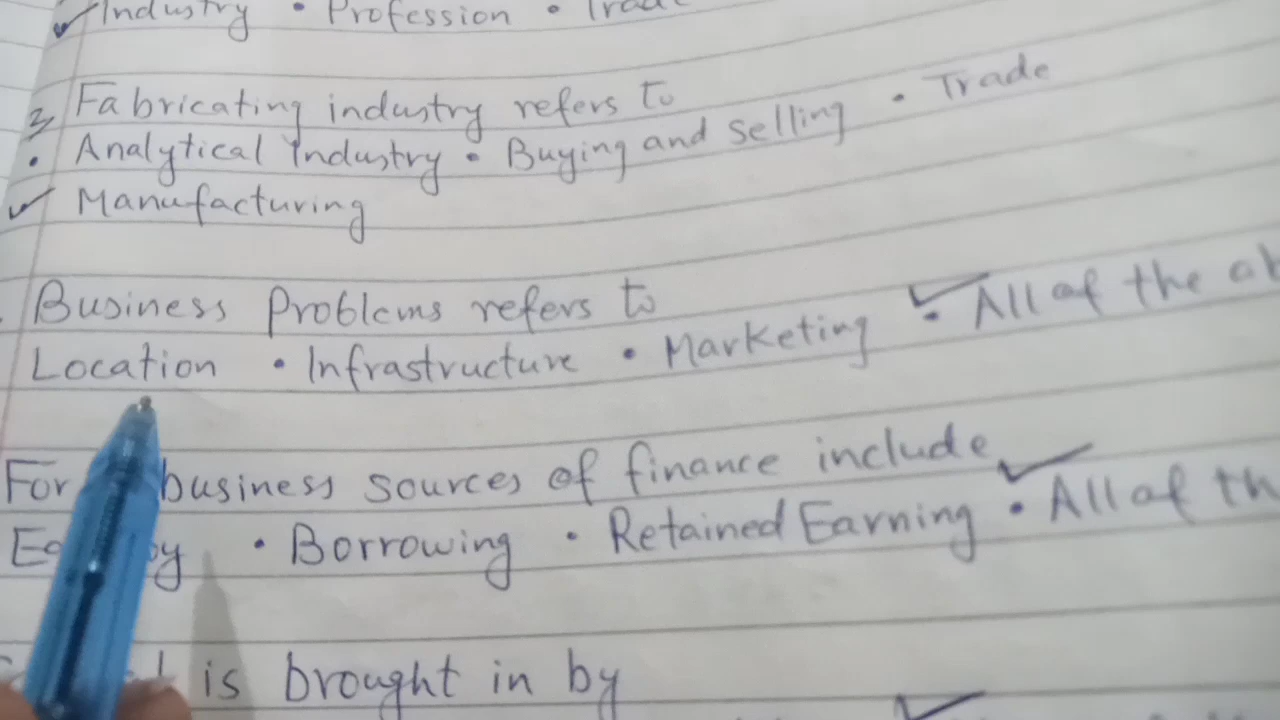 Industry • Profession •
3, Fabricating industry refers to
• Analytical Industry • Buying and selling • Trade
✓ Manufacturing
Business Problems refers to
Location • Infrastructure • Marketing • All of the
For business sources of finance include
• Borrowing • Retained Earning • All of
is brought in by